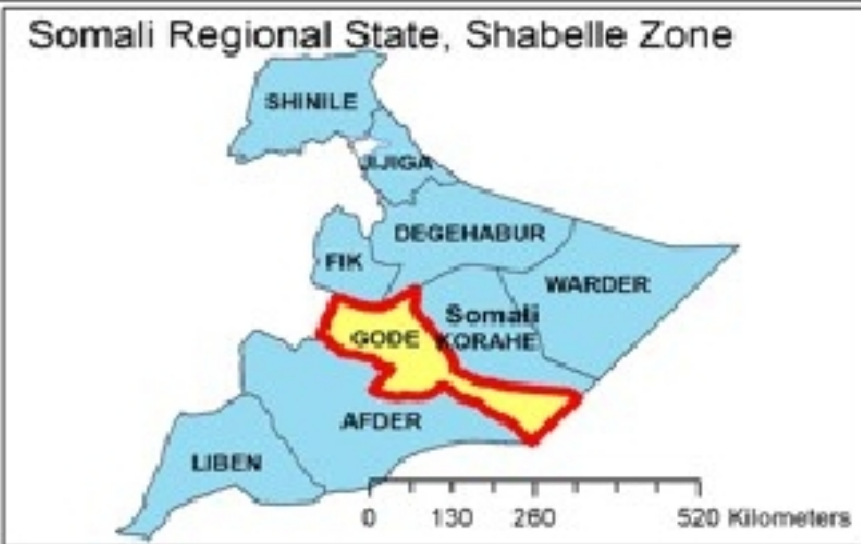 Somali Regional State, Shabelle Zone
SHINILE
JIJIGA
DEGEHABUR
FIK
WARDER
Somali
GODE
KORAHE
AFDER
LIBEN
0 130 260 520 Kilometers